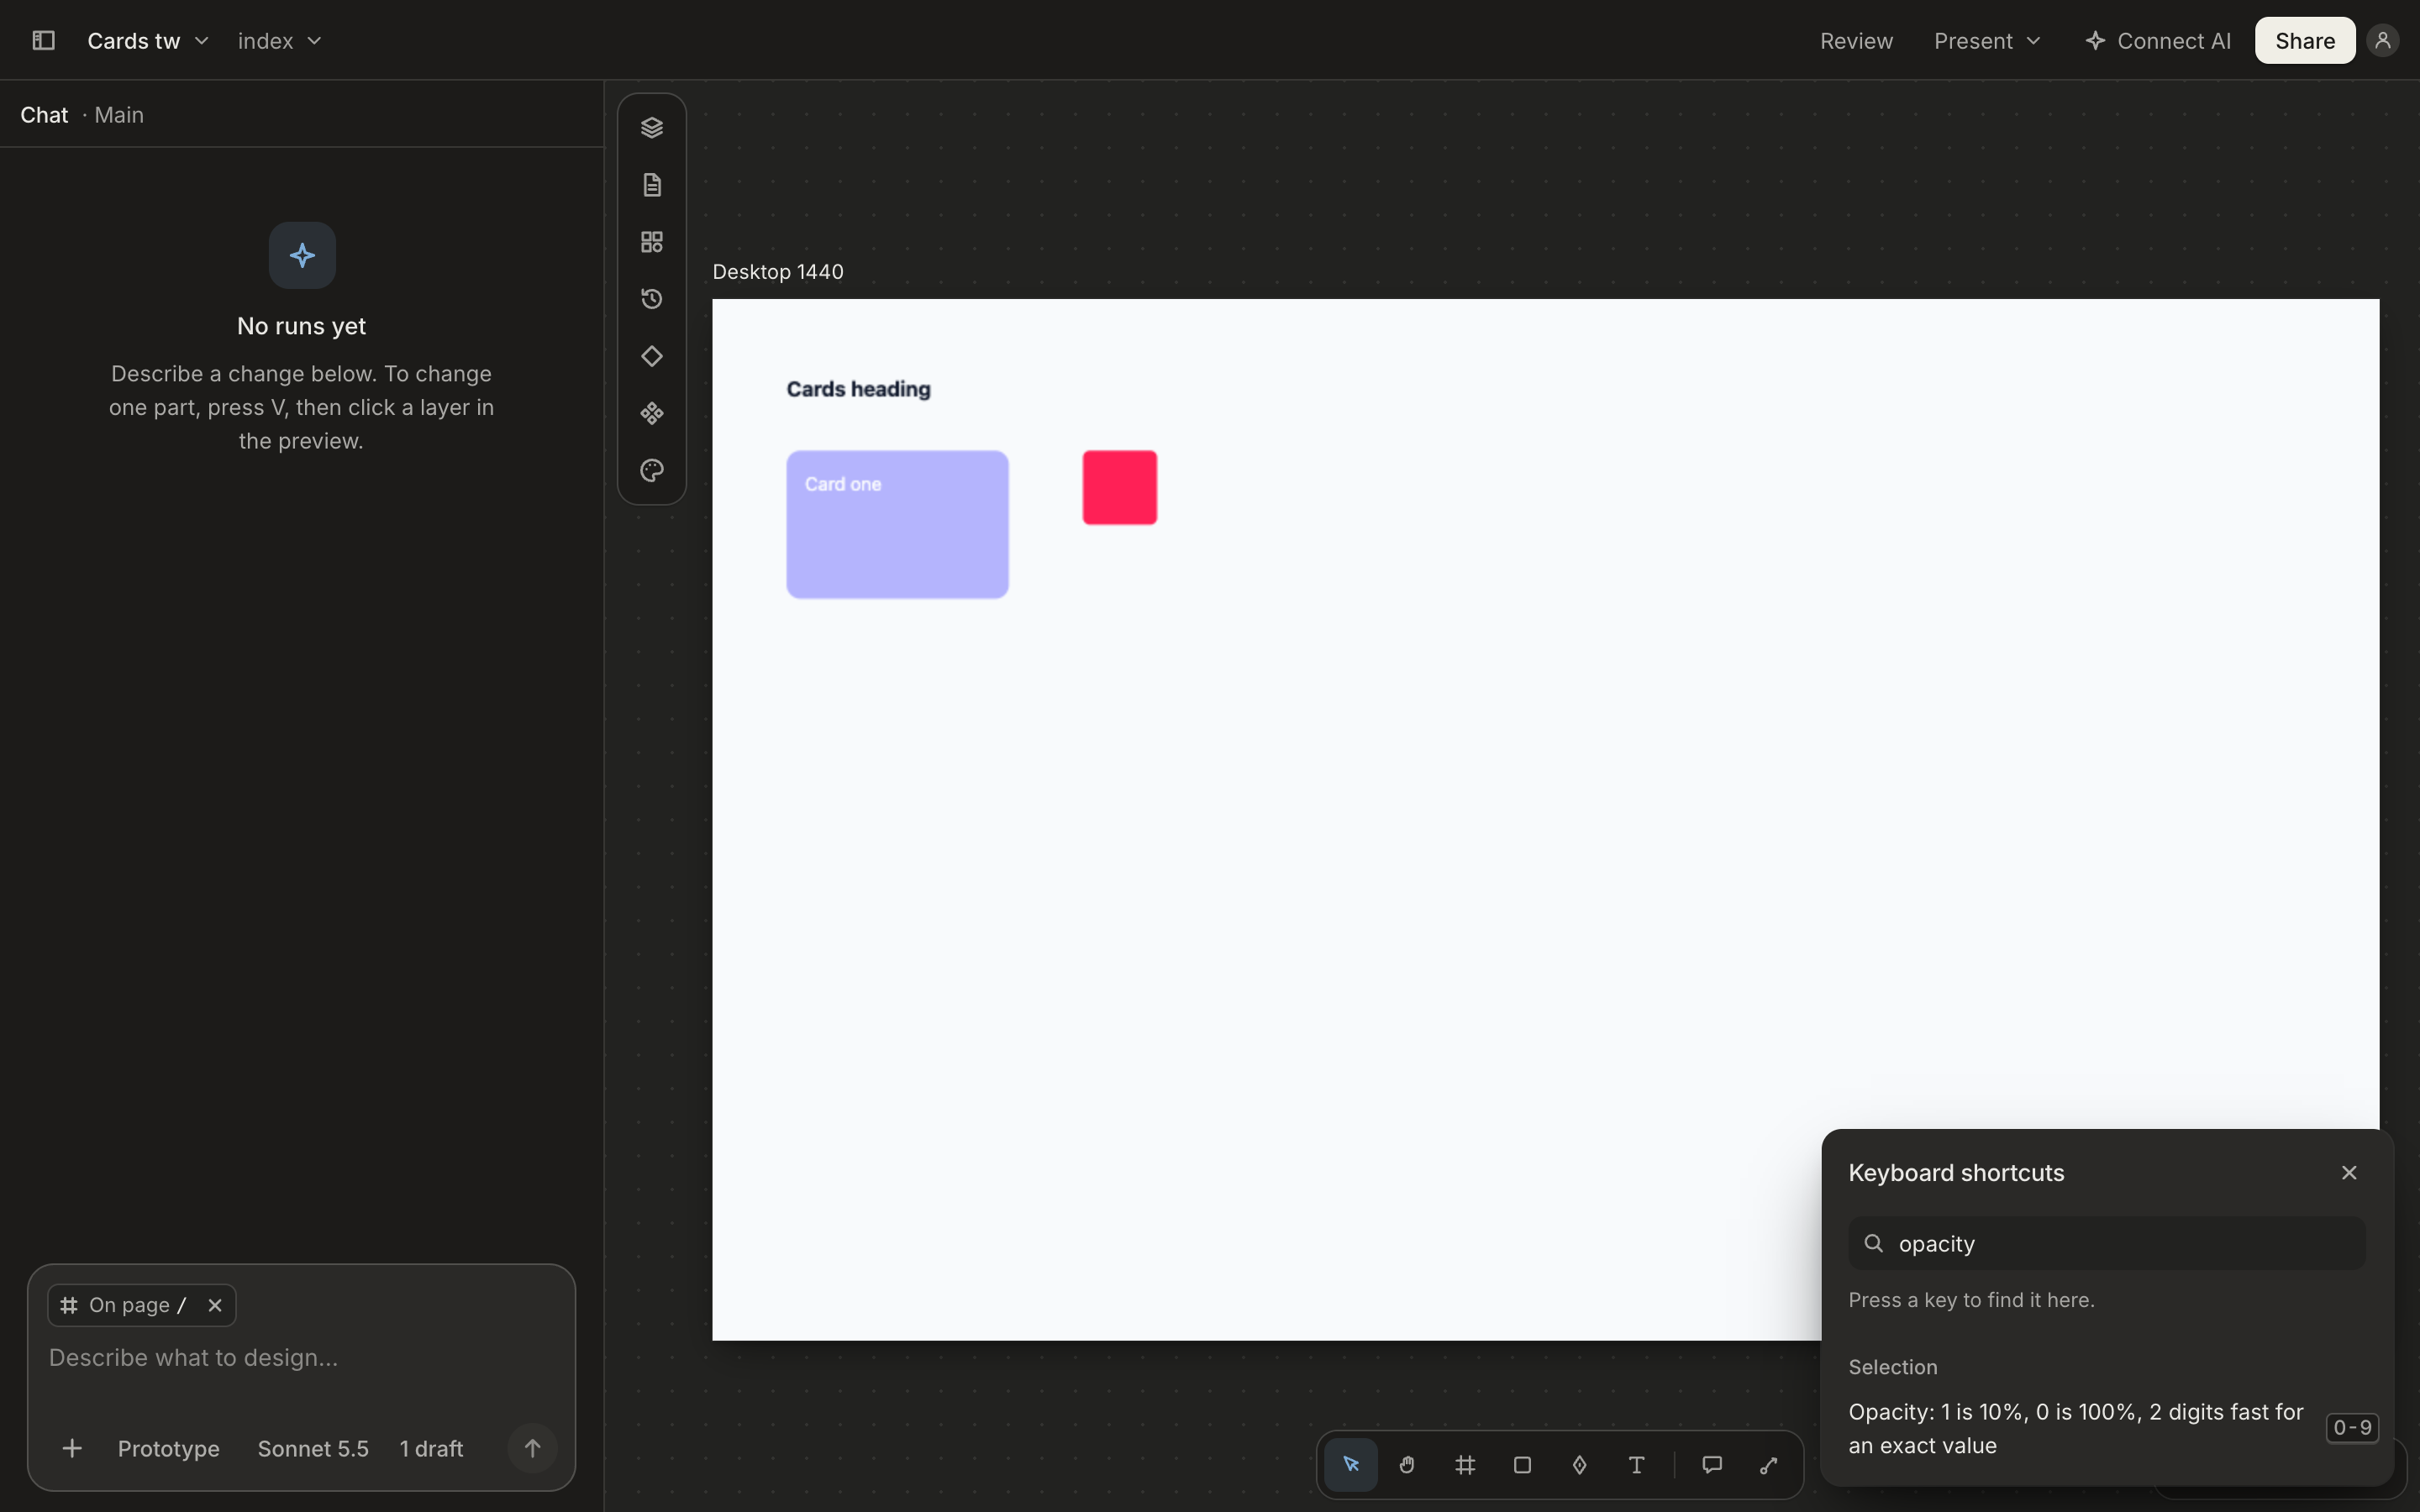 Cards tw
index
Review
Present
Connect AI
Share
Chat · Main
No runs yet
Describe a change below. To change
one part, press V, then click a layer in
the preview.
Desktop 1440
Cards heading
Card one
Keyboard shortcuts
opacity
Press a key to find it here.
Selection
Opacity: 1 is 10%, 0 is 100%, 2 digits fast for
an exact value
0-9
On page /
Describe what to design...
Prototype
Sonnet 5.5
1 draft